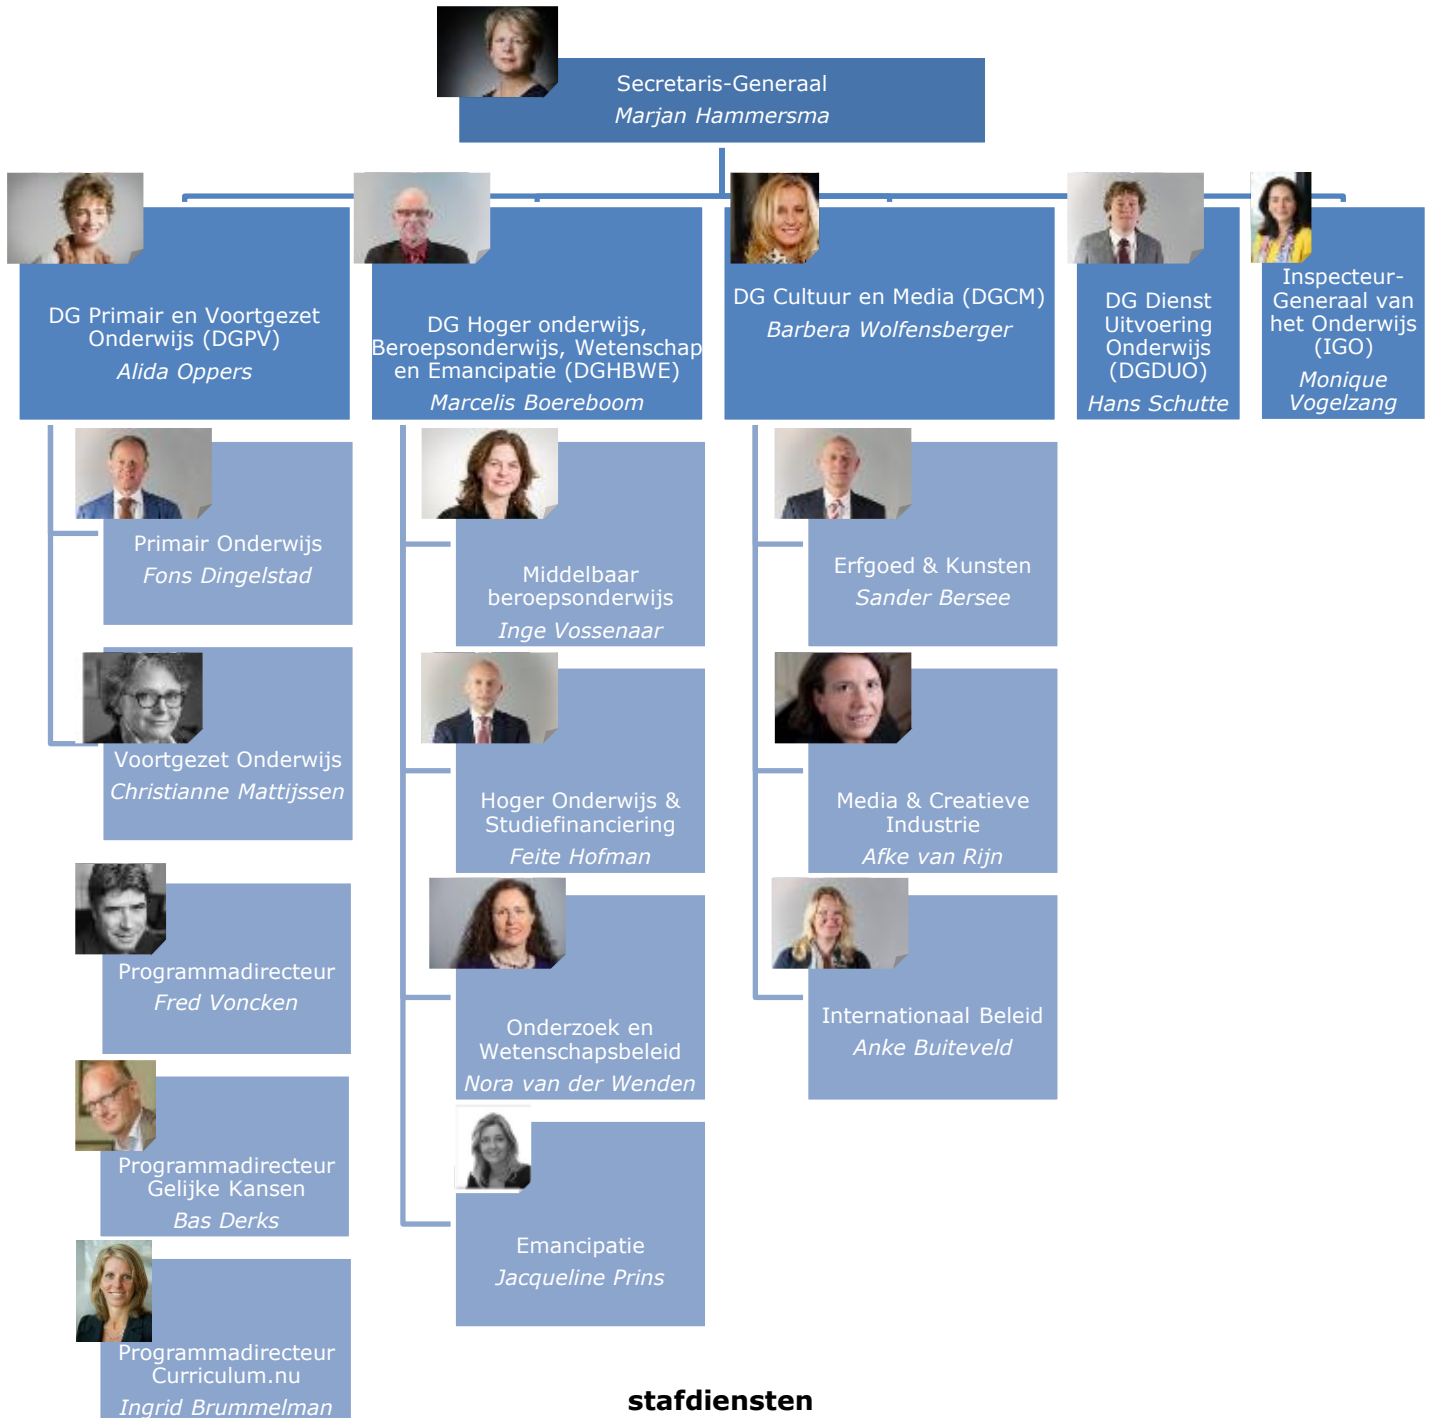 Secretaris-Generaal
Marjan Hammersma
DG Primair en Voortgezet
Onderwijs (DGPV)
Alida Oppers
DG Hoger onderwijs,
Beroepsonderwijs, Wetenschap
en Emancipatie (DGHBWE)
Marcelis Boereboom
DG Cultuur en Media (DGCM)
Barbera Wolfensberger
DG Dienst
Uitvoering
Onderwijs
(DGDUO)
Hans Schutte
Inspecteur-
Generaal van
het Onderwijs
(IGO)
Monique
Vogelzang
Primair Onderwijs
Fons Dingelstad
Voortgezet Onderwijs
Christianne Mattijssen
Programmadirecteur
Fred Voncken
Programmadirecteur
Gelijke Kansen
Bas Derks
Programmadirecteur
Curriculum.nu
Ingrid Brummelman
Middelbaar
beroepsonderwijs
Inge Vossenaar
Hoger Onderwijs &
Studiefinanciering
Feite Hofman
Onderzoek en
Wetenschapsbeleid
Nora van der Wenden
Emancipatie
Jacqueline Prins
Erfgoed & Kunsten
Sander Bersee
Media & Creatieve
Industrie
Afke van Rijn
Internationaal Beleid
Anke Buiteveld
stafdiensten